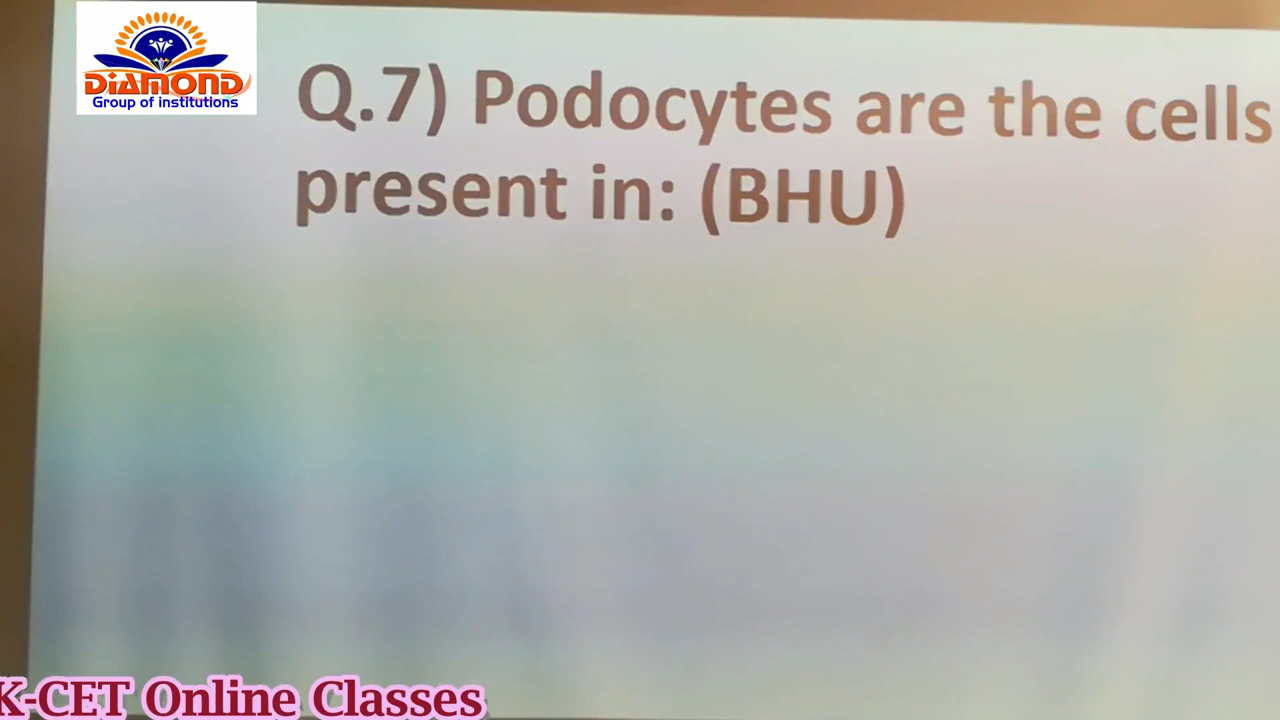 DiAMOND
Group of institutions
Q.7) Podocytes are the cells
present in: (BHU)
K-CET Online Classes